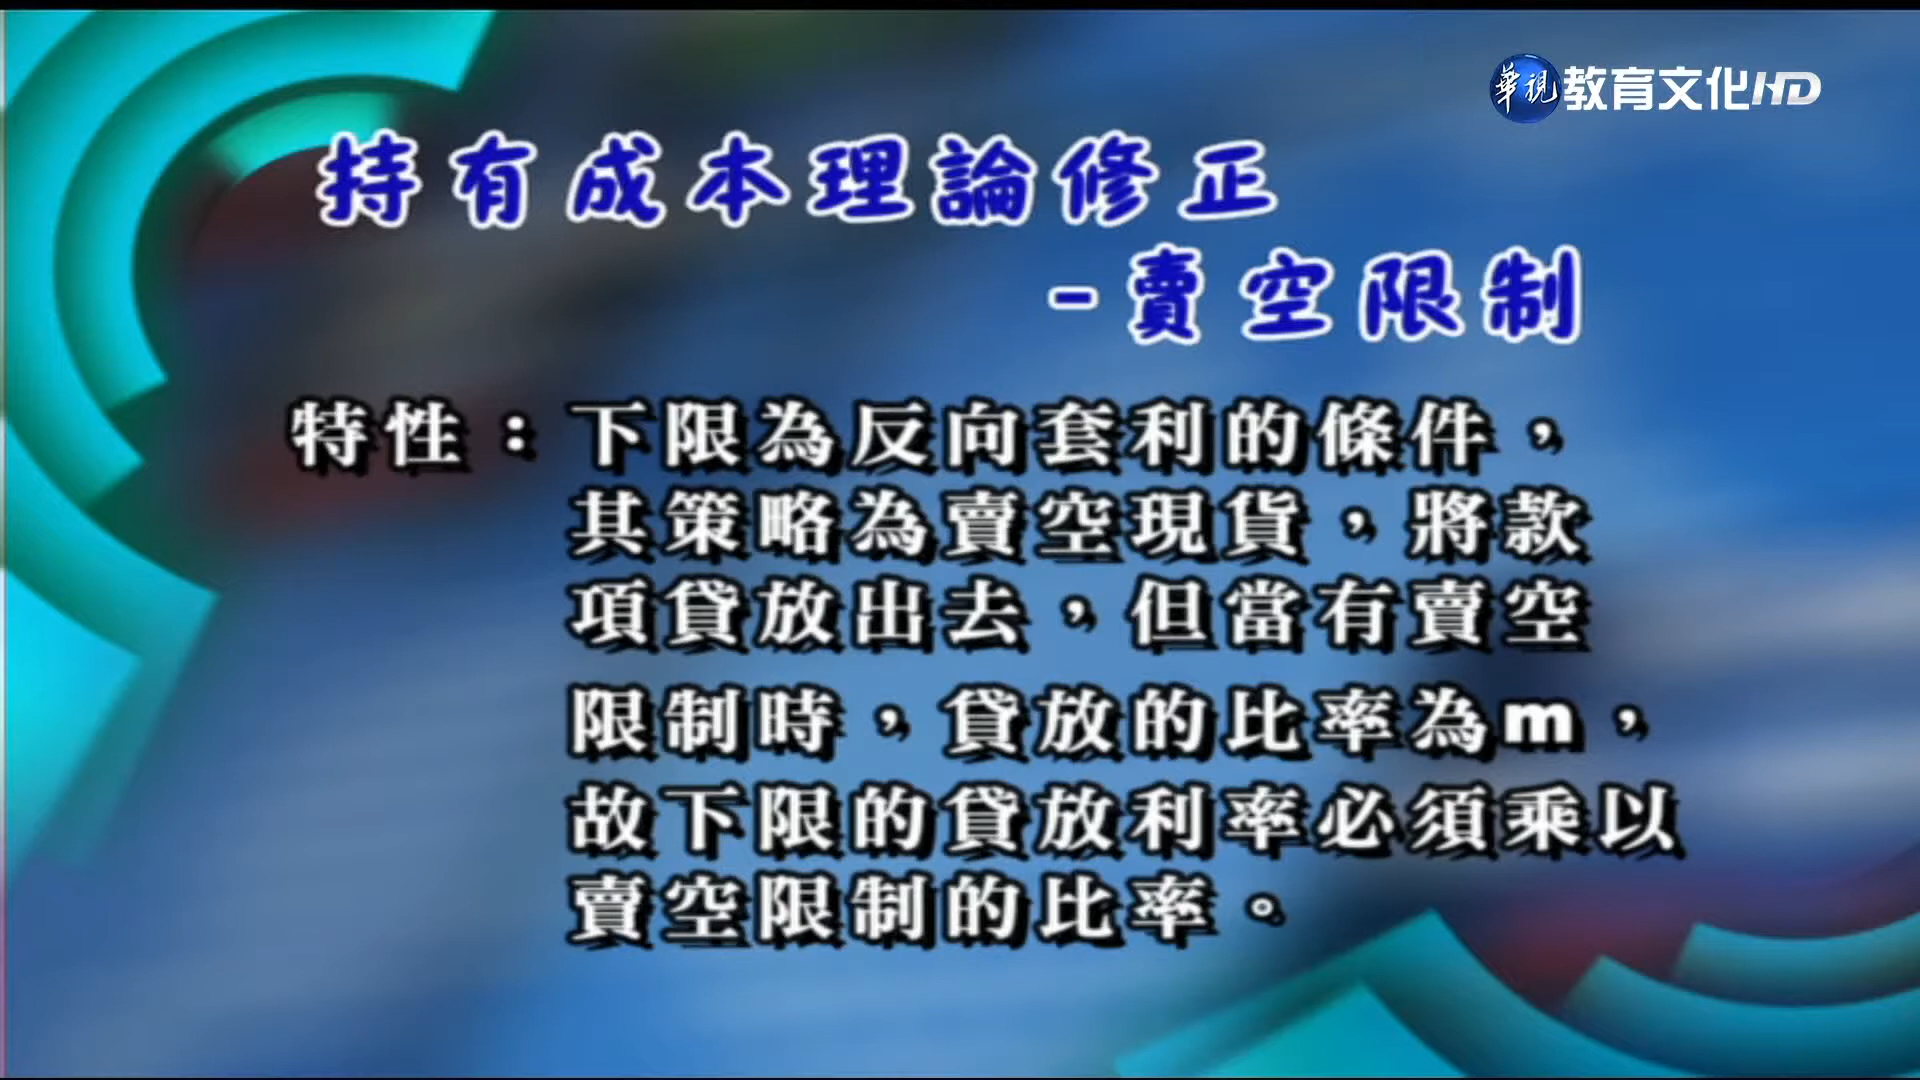 華視教育文化HD
持有成本理論修正
-賣空限制
特性：下限為反向套利的條件，
其策略為賣空現貨，將款
項貸放出去，但當有賣空
限制時，貸放的比率為m，
故下限的貸放利率必須乘以
賣空限制的比率。